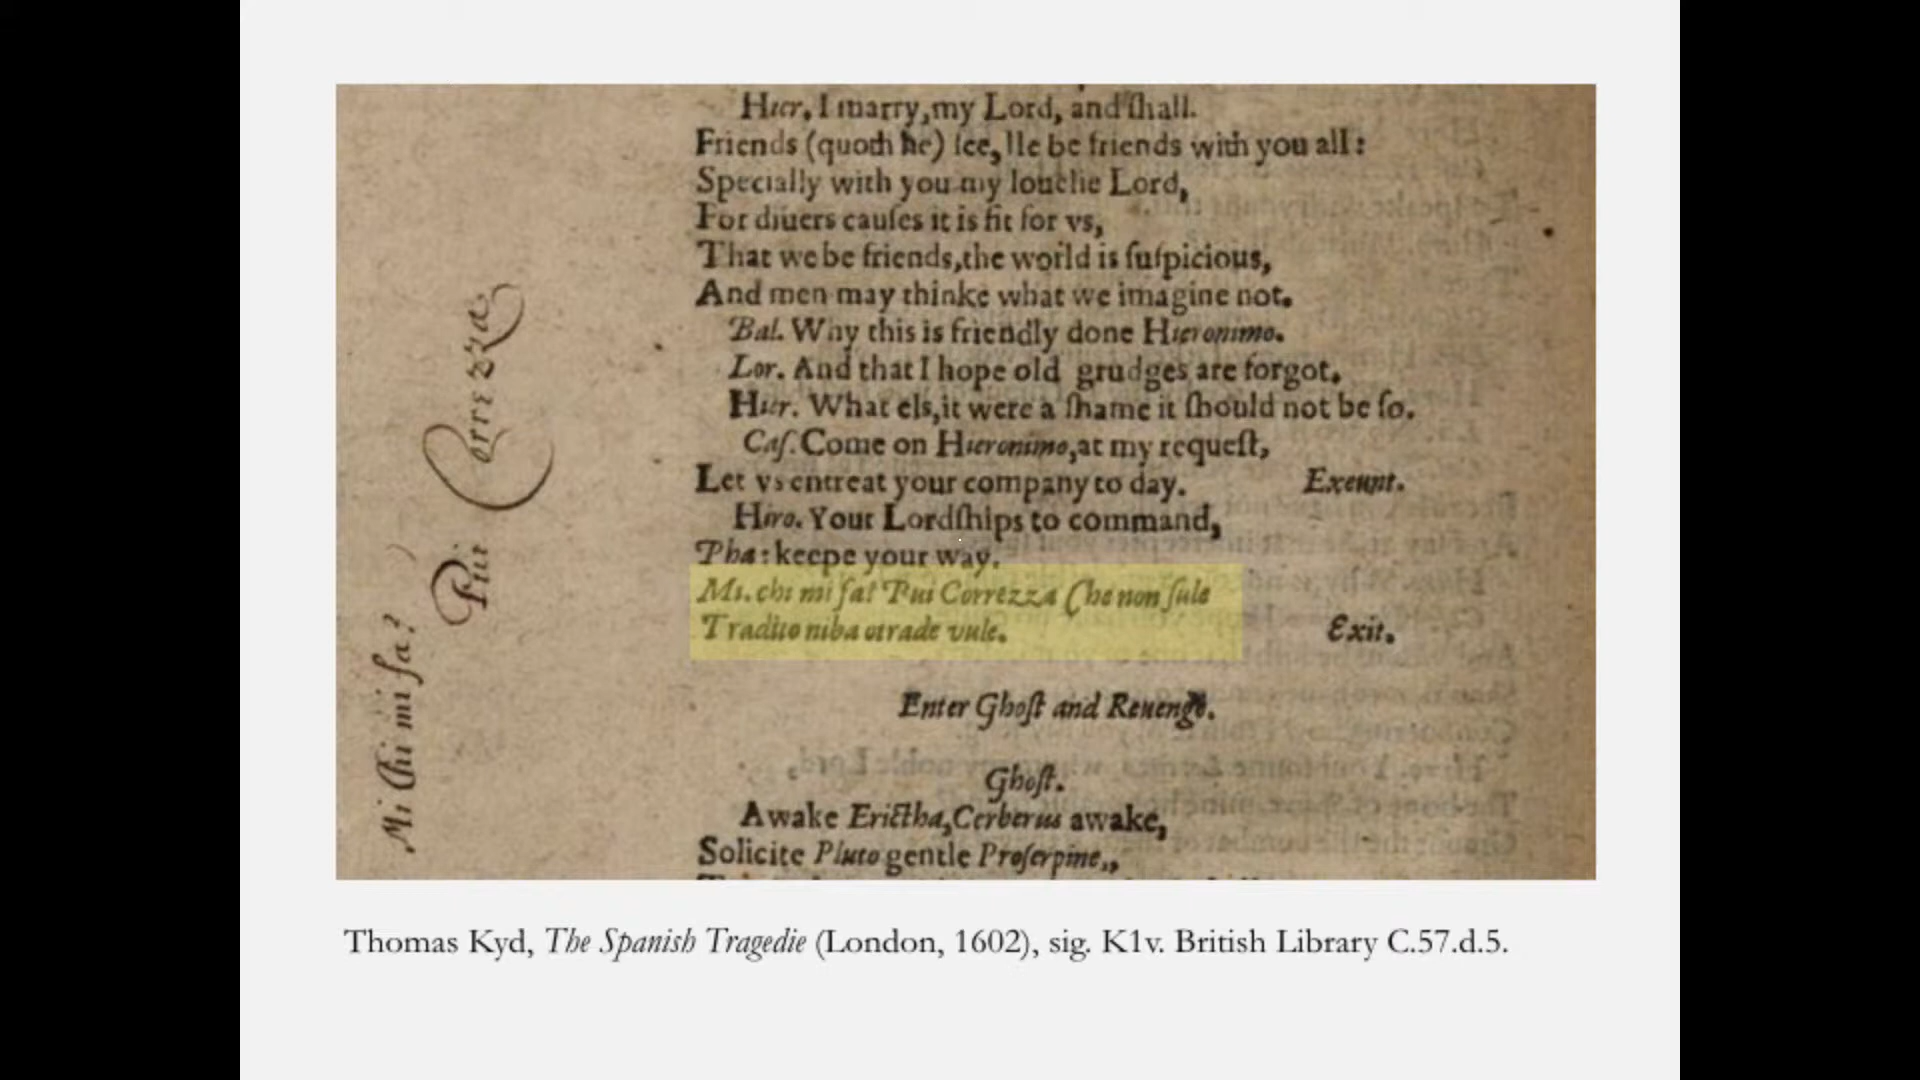 Hier. I marry,my Lord, and ſhall.
Friends (quoth he) ſee, Ile be friends with you all:
Specially with you my louelie Lord,
For diuers cauſes it is fit for vs,
That we be friends,the world is ſuſpicious,
And men may thinke what we imagine not.
Bal. Why this is friendly done Hieronimo.
Lor. And that I hope old grudges are forgot.
Hier. What els,it were a ſhame it ſhould not be ſo.
Caſ. Come on Hieronimo,at my requeſt,
Let vs entreat your company to day. Exeunt.
Hiro. Your Lordſhips to command,
Pha: keepe your way.
Mi. chi mi fa? Pui Correzza Che non ſule
Tradito niba otrade vule. Exit.
Enter Ghoſt and Reuenge.
Ghoſt.
Awake Erictha,Cerberus awake,
Solicite Pluto gentle Proſerpine,,
Mi Chi mi fa?
Pui Correzza
Thomas Kyd, The Spanish Tragedie (London, 1602), sig. K1v. British Library C.57.d.5.